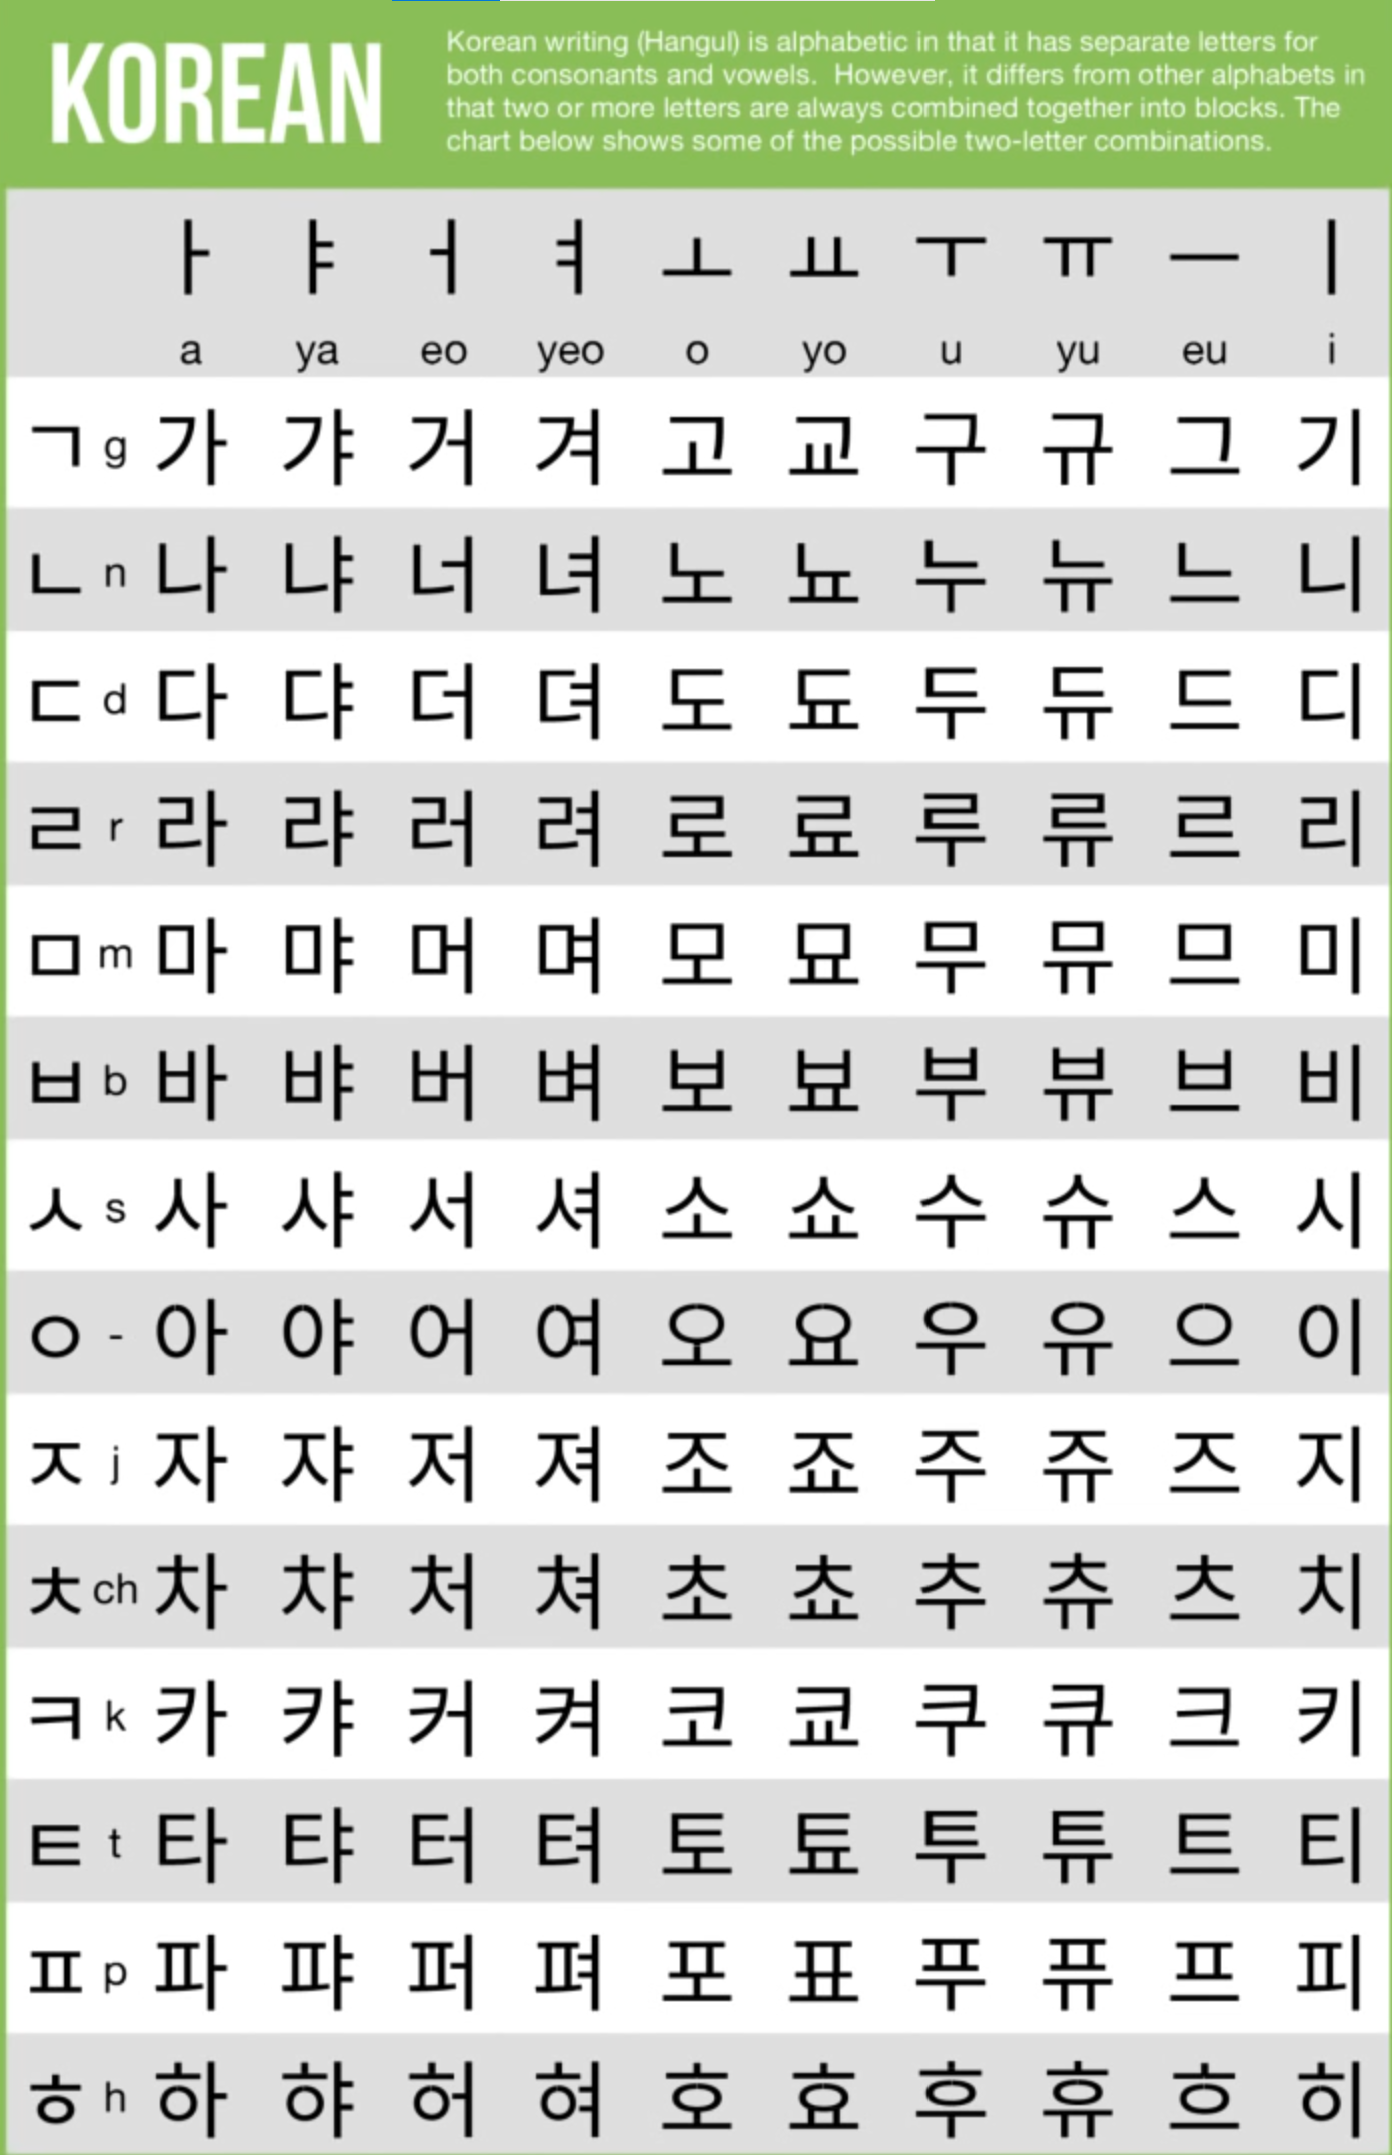 KOREAN
Korean writing (Hangul) is alphabetic in that it has separate letters for
both consonants and vowels.  However, it differs from other alphabets in
that two or more letters are always combined together into blocks. The
chart below shows some of the possible two-letter combinations.
ㅏ ㅑ ㅓ ㅕ ㅗ ㅛ ㅜ ㅠ ㅡ ㅣ
a ya eo yeo o yo u yu eu i
ㄱ g 가 갸 거 겨 고 교 구 규 그 기
ㄴ n 나 냐 너 녀 노 뇨 누 뉴 느 니
ㄷ d 다 댜 더 뎌 도 됴 두 듀 드 디
ㄹ r 라 랴 러 려 로 료 루 류 르 리
ㅁ m 마 먀 머 며 모 묘 무 뮤 므 미
ㅂ b 바 뱌 버 벼 보 뵤 부 뷰 브 비
ㅅ s 사 샤 서 셔 소 쇼 수 슈 스 시
ㅇ - 아 야 어 여 오 요 우 유 으 이
ㅈ j 자 쟈 저 져 조 죠 주 쥬 즈 지
ㅊ ch 차 챠 처 쳐 초 쵸 추 츄 츠 치
ㅋ k 카 캬 커 켜 코 쿄 쿠 큐 크 키
ㅌ t 타 탸 터 텨 토 툐 투 튜 트 티
ㅍ p 파 퍄 퍼 펴 포 표 푸 퓨 프 피
ㅎ h 하 햐 허 혀 호 효 후 휴 흐 히